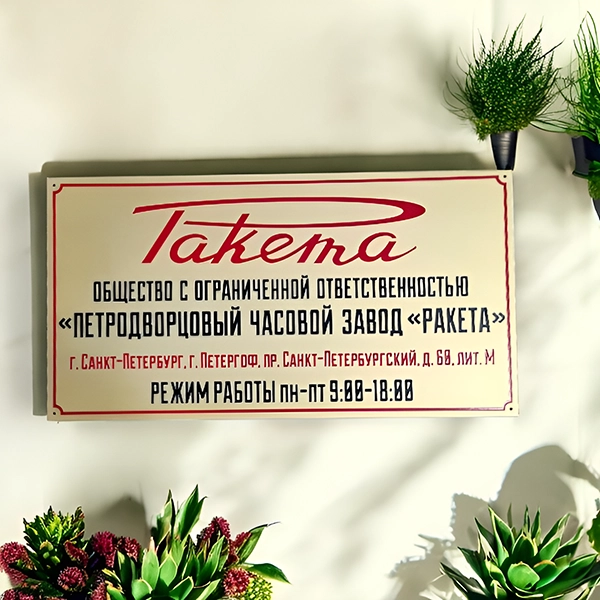 Ракета
ОБЩЕСТВО С ОГРАНИЧЕННОЙ ОТВЕТСТВЕННОСТЬЮ
«ПЕТРОДВОРЦОВЫЙ ЧАСОВОЙ ЗАВОД «РАКЕТА»
г. Санкт-Петербург, г. Петергоф, пр. Санкт-Петербургский, д. 60, лит. М
РЕЖИМ РАБОТЫ пн-пт 9:00-18:00